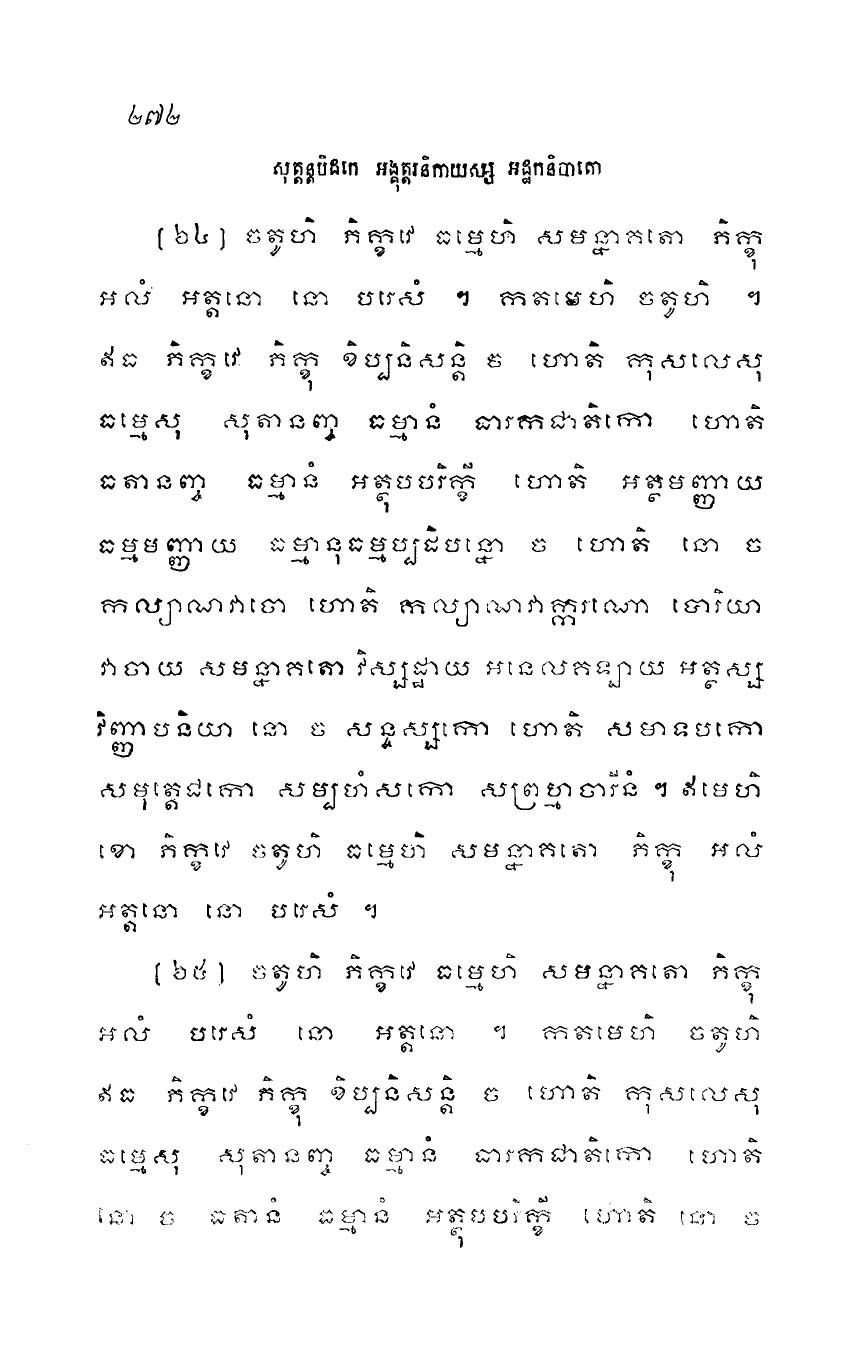 ២៧២
សុត្តន្តបិដកេ អង្គុត្តរនិកាយស្ស អដ្ឋកនិបាតោ
[៦៤] ចតូហិ ភិក្ខវេ ធម្មេហិ សមន្នាគតោ ភិក្ខុ
អលំ អត្តនោ នោ បរេសំ ។ កតមេហិ ចតូហិ ។
ឥធ ភិក្ខវេ ភិក្ខុ ខិប្បនិសន្តិ ច ហោតិ កុសលេសុ
ធម្មេសុ សុតានញ្ច ធម្មានំ ធារកជាតិកោ ហោតិ
ធតានញ្ច ធម្មានំ អត្ថុបបរិក្ខី ហោតិ អត្ថមញ្ញាយ
ធម្មមញ្ញាយ ធម្មានុធម្មប្បដិបន្នោ ច ហោតិ នោ ច
កល្យាណវាចោ ហោតិ កល្យាណវាក្ករណោ បោរិយា
វាចាយ សមន្នាគតោ វិស្សដ្ឋាយ អនេលគឡាយ អត្ថស្ស
វិញ្ញាបនិយា នោ ច សន្ទស្សកោ ហោតិ សមាទបកោ
សមុត្តេជកោ សម្បហំសកោ សព្រហ្មចារីនំ ។ ឥមេហិ
ខោ ភិក្ខវេ ចតូហិ ធម្មេហិ សមន្នាគតោ ភិក្ខុ អលំ
អត្តនោ នោ បរេសំ ។
[៦៥] ចតូហិ ភិក្ខវេ ធម្មេហិ សមន្នាគតោ ភិក្ខុ
អលំ បរេសំ នោ អត្តនោ ។ កតមេហិ ចតូហិ
ឥធ ភិក្ខវេ ភិក្ខុ ខិប្បនិសន្តិ ច ហោតិ កុសលេសុ
ធម្មេសុ សុតានញ្ច ធម្មានំ ធារកជាតិកោ ហោតិ
នោ ច ធតានំ ធម្មានំ អត្ថុបបរិក្ខី ហោតិ នោ ច